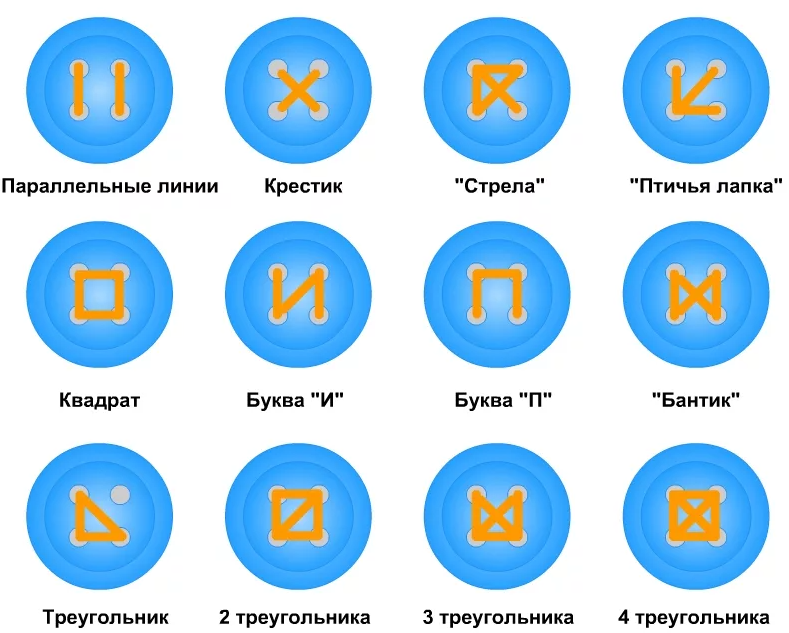 Параллельные линии Крестик "Стрела" "Птичья лапка"
Квадрат Буква "И" Буква "П" "Бантик"
Треугольник 2 треугольника 3 треугольника 4 треугольника